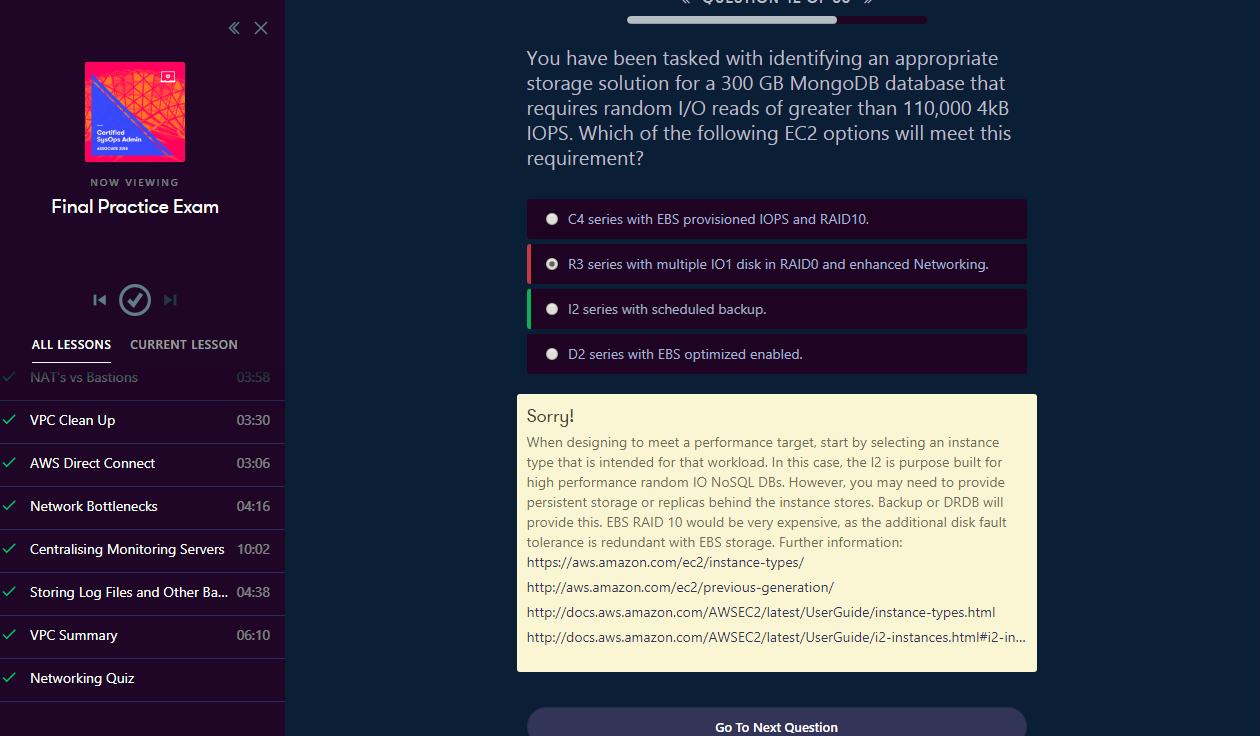 QUESTION 42 OF 60
You have been tasked with identifying an appropriate
storage solution for a 300 GB MongoDB database that
requires random I/O reads of greater than 110,000 4kB
IOPS. Which of the following EC2 options will meet this
requirement?
C4 series with EBS provisioned IOPS and RAID10.
R3 series with multiple IO1 disk in RAID0 and enhanced Networking.
I2 series with scheduled backup.
D2 series with EBS optimized enabled.
Sorry!
When designing to meet a performance target, start by selecting an instance
type that is intended for that workload. In this case, the I2 is purpose built for
high performance random IO NoSQL DBs. However, you may need to provide
persistent storage or replicas behind the instance stores. Backup or DRDB will
provide this. EBS RAID 10 would be very expensive, as the additional disk fault
tolerance is redundant with EBS storage. Further information:
https://aws.amazon.com/ec2/instance-types/
http://aws.amazon.com/ec2/previous-generation/
http://docs.aws.amazon.com/AWSEC2/latest/UserGuide/instance-types.html
http://docs.aws.amazon.com/AWSEC2/latest/UserGuide/i2-instances.html#i2-in...
Go To Next Question
Certified
SysOps Admin
ASSOCIATE 2018
NOW VIEWING
Final Practice Exam
ALL LESSONS CURRENT LESSON
NAT's vs Bastions 03:58
VPC Clean Up 03:30
AWS Direct Connect 03:06
Network Bottlenecks 04:16
Centralising Monitoring Servers 10:02
Storing Log Files and Other Ba... 04:38
VPC Summary 06:10
Networking Quiz